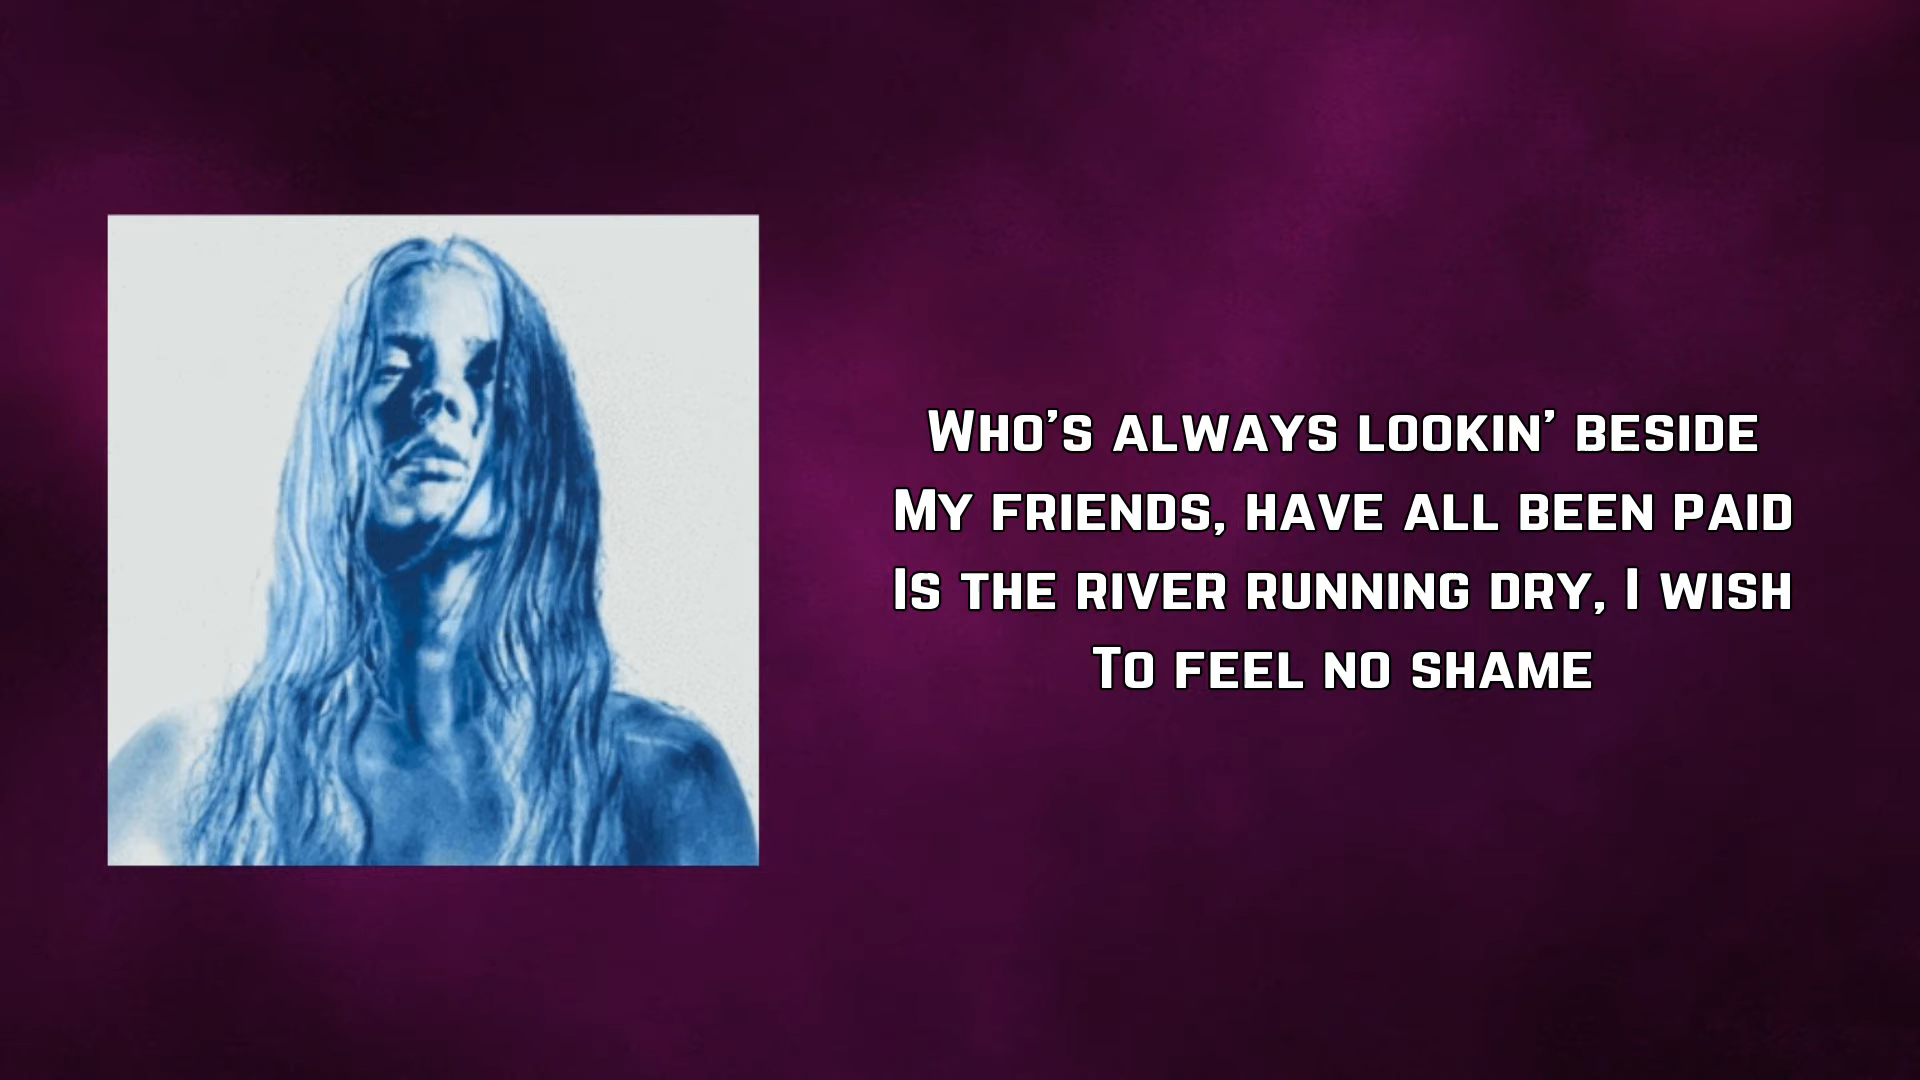 Who's always lookin' beside
My friends, have all been paid
Is the river running dry, I wish
To feel no shame